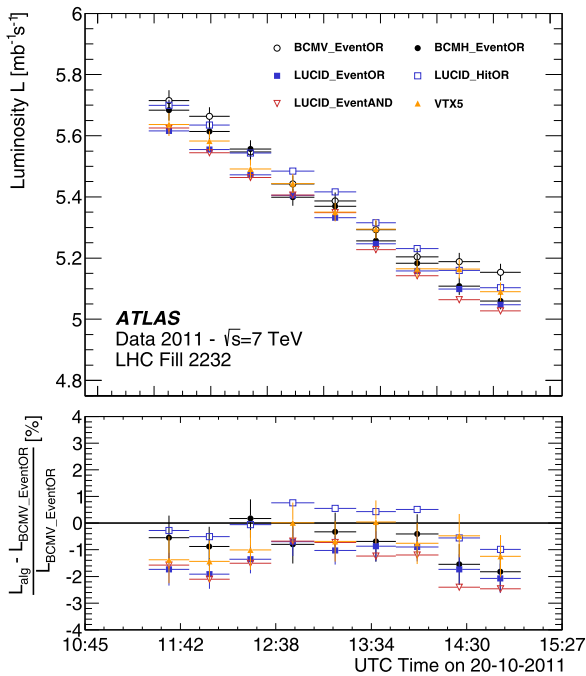 6
5.8
5.6
5.4
5.2
5
4.8
Luminosity L [mb⁻¹s⁻¹]
BCMV_EventOR
BCMH_EventOR
LUCID_EventOR
LUCID_HitOR
LUCID_EventAND
VTX5
ATLAS
Data 2011 - √s=7 TeV
LHC Fill 2232
L_alg - L_BCMV_EventOR
L_BCMV_EventOR
[%]
4
3
2
1
0
-1
-2
-3
-4
10:45 11:42 12:38 13:34 14:30 15:27
UTC Time on 20-10-2011